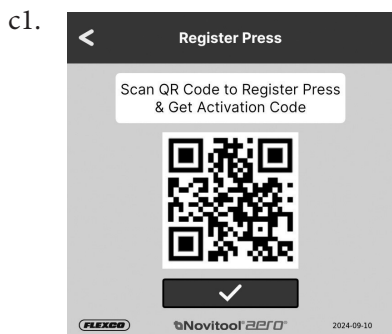 c1.
Register Press
Scan QR Code to Register Press
& Get Activation Code
FLEXCO
Novitool® aero®
2024-09-10